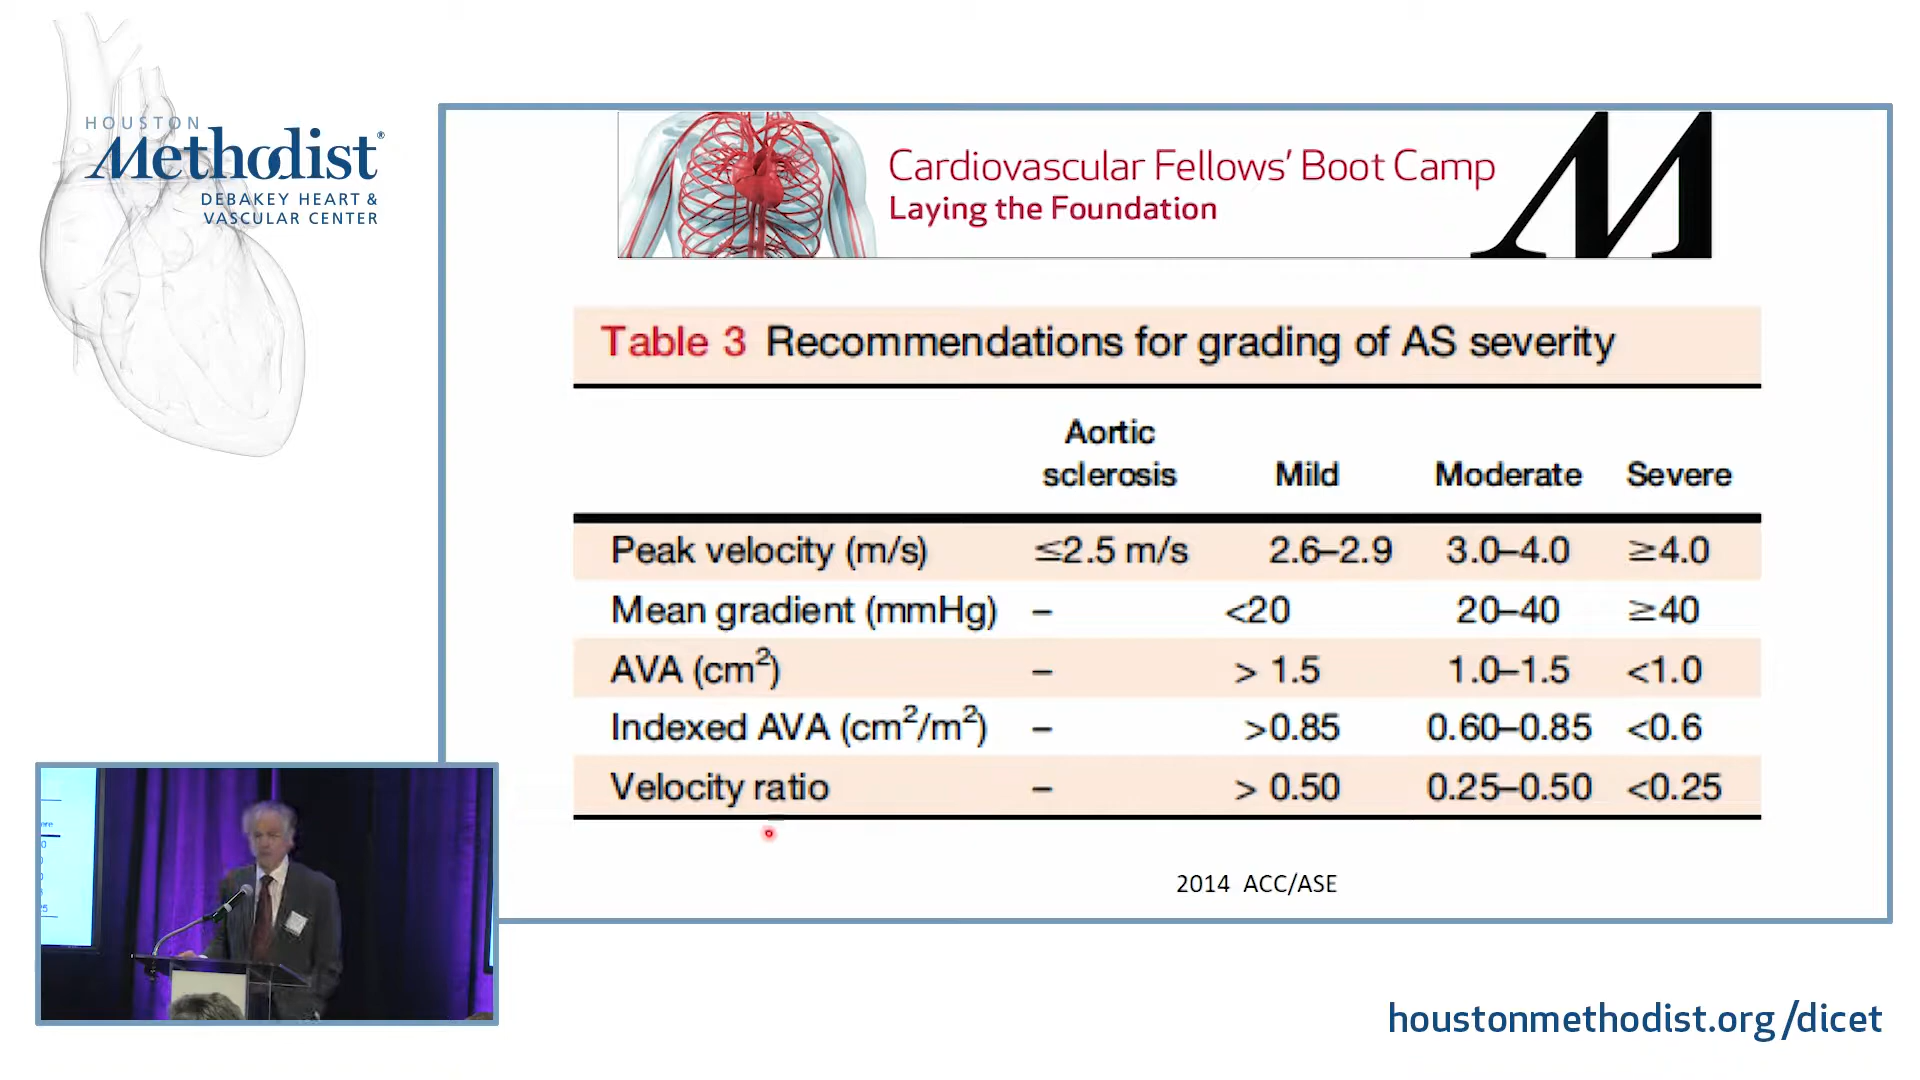 HOUSTON
Methodist®
DEBAKEY HEART &
VASCULAR CENTER
Cardiovascular Fellows' Boot Camp
Laying the Foundation
M
Table 3 Recommendations for grading of AS severity
Aortic
sclerosis Mild Moderate Severe
Peak velocity (m/s) ≤2.5 m/s 2.6–2.9 3.0–4.0 ≥4.0
Mean gradient (mmHg) – <20 20–40 ≥40
AVA (cm²) – > 1.5 1.0–1.5 <1.0
Indexed AVA (cm²/m²) – >0.85 0.60–0.85 <0.6
Velocity ratio – > 0.50 0.25–0.50 <0.25
2014 ACC/ASE
houstonmethodist.org/dicet